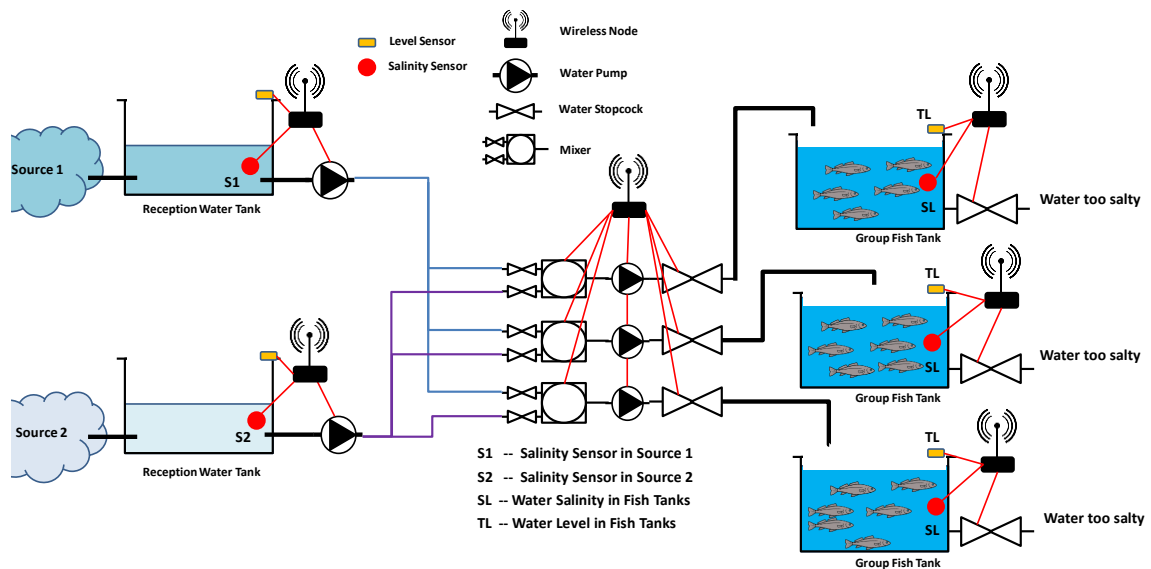 Level Sensor
Salinity Sensor
Wireless Node
Water Pump
Water Stopcock
Mixer
Source 1
S1
Reception Water Tank
Source 2
S2
Reception Water Tank
TL
SL
Water too salty
Group Fish Tank
TL
SL
Water too salty
Group Fish Tank
TL
SL
Water too salty
Group Fish Tank
S1 -- Salinity Sensor in Source 1
S2 -- Salinity Sensor in Source 2
SL -- Water Salinity in Fish Tanks
TL -- Water Level in Fish Tanks